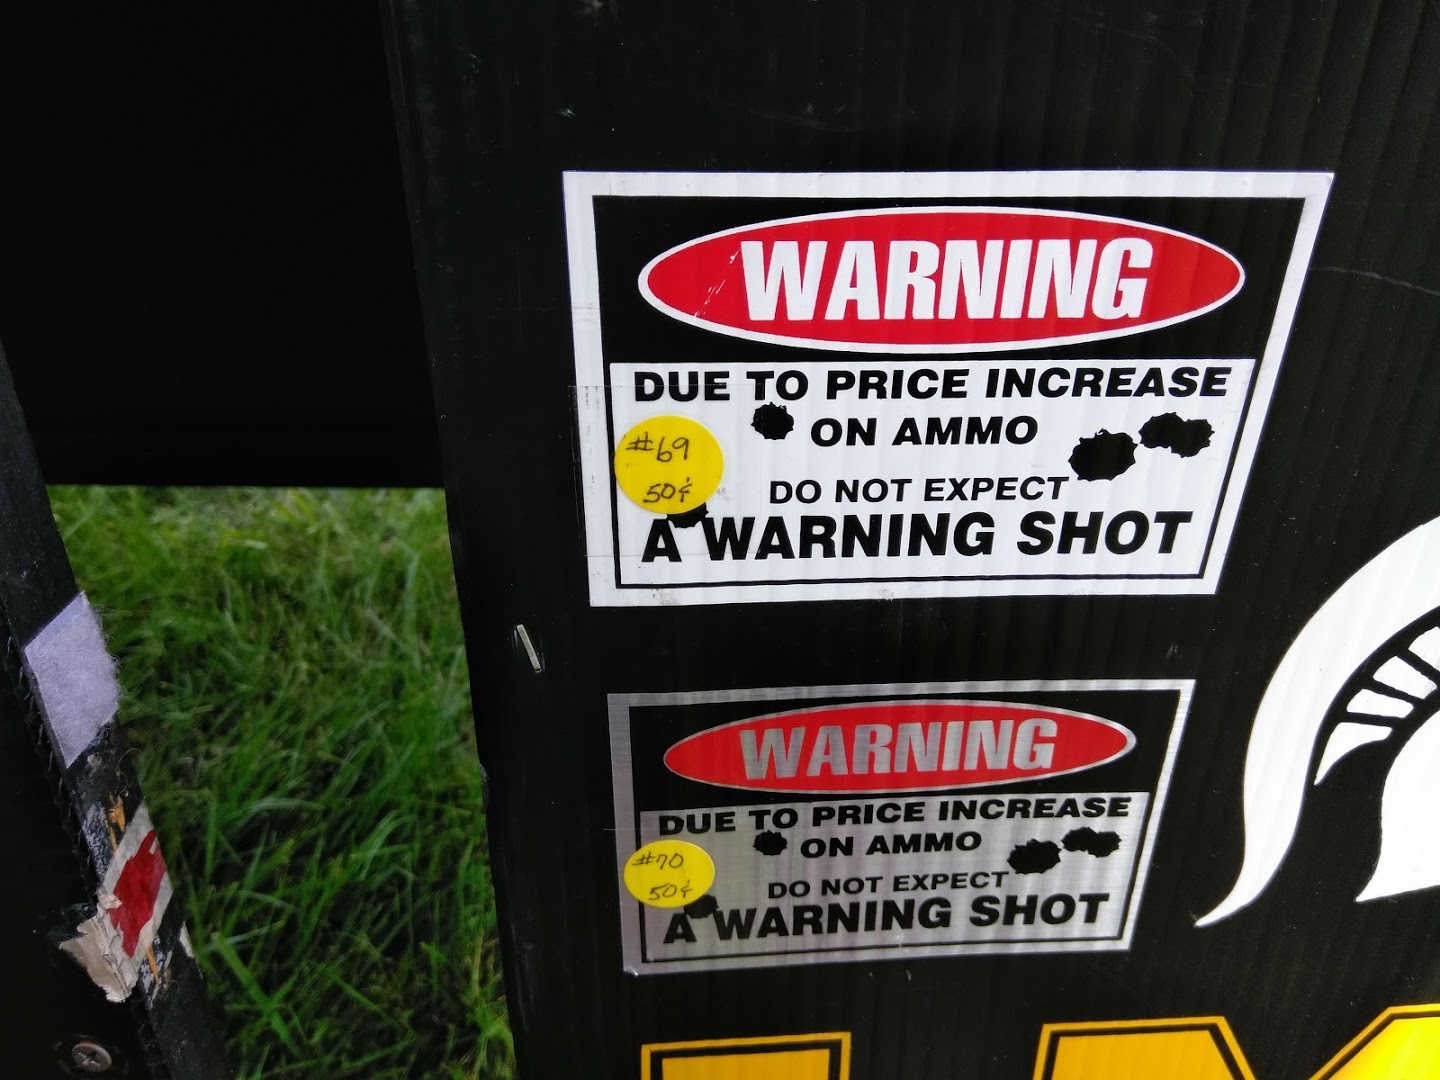 WARNING
DUE TO PRICE INCREASE
ON AMMO
#69
50¢
DO NOT EXPECT
A WARNING SHOT
WARNING
DUE TO PRICE INCREASE
ON AMMO
#70
50¢
DO NOT EXPECT
A WARNING SHOT